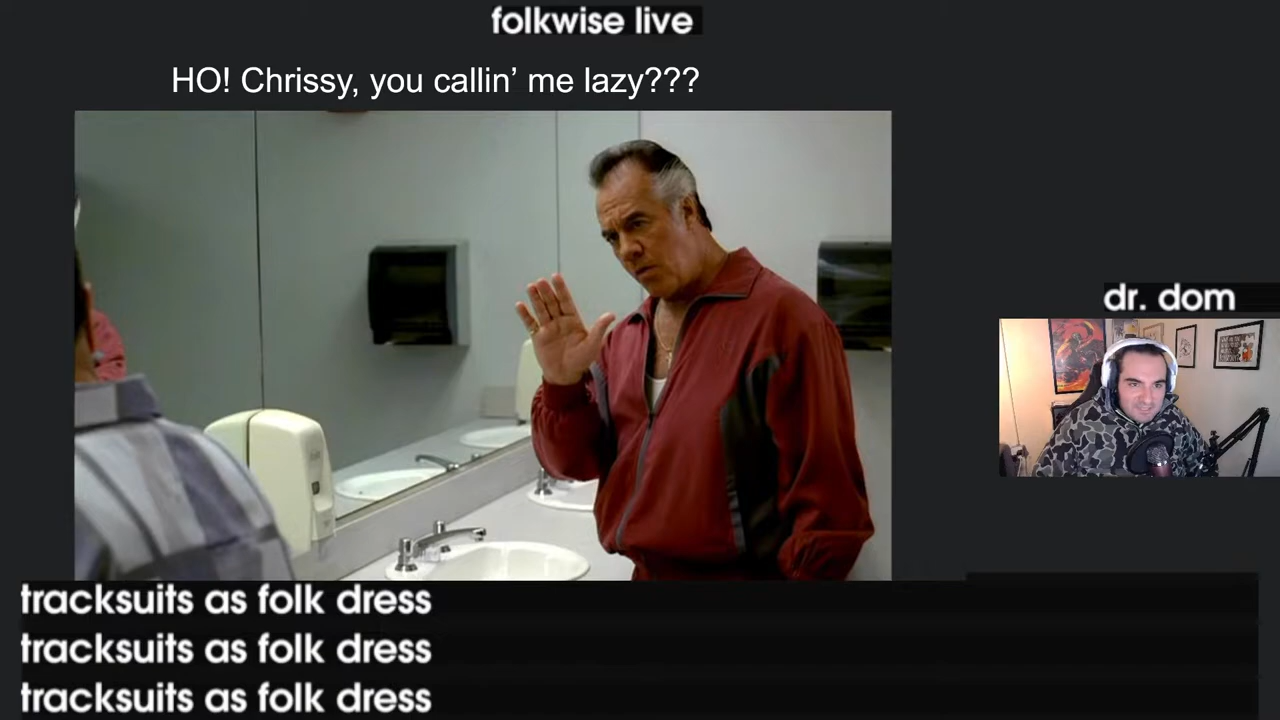 folkwise live
HO! Chrissy, you callin’ me lazy???
dr. dom
tracksuits as folk dress
tracksuits as folk dress
tracksuits as folk dress